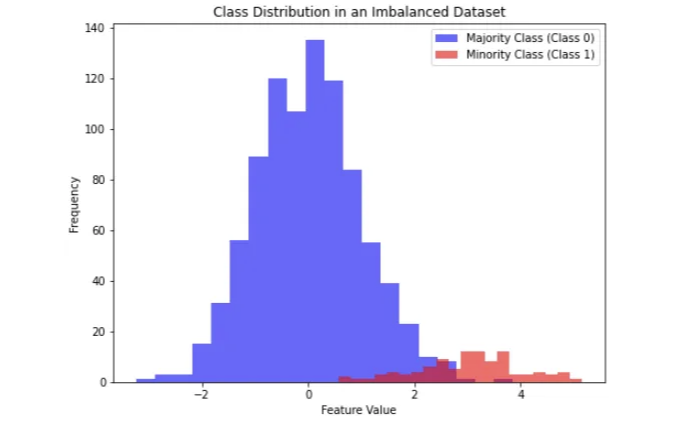 Class Distribution in an Imbalanced Dataset
Majority Class (Class 0)
Minority Class (Class 1)
Frequency
140
120
100
80
60
40
20
0
−2
0
2
4
Feature Value